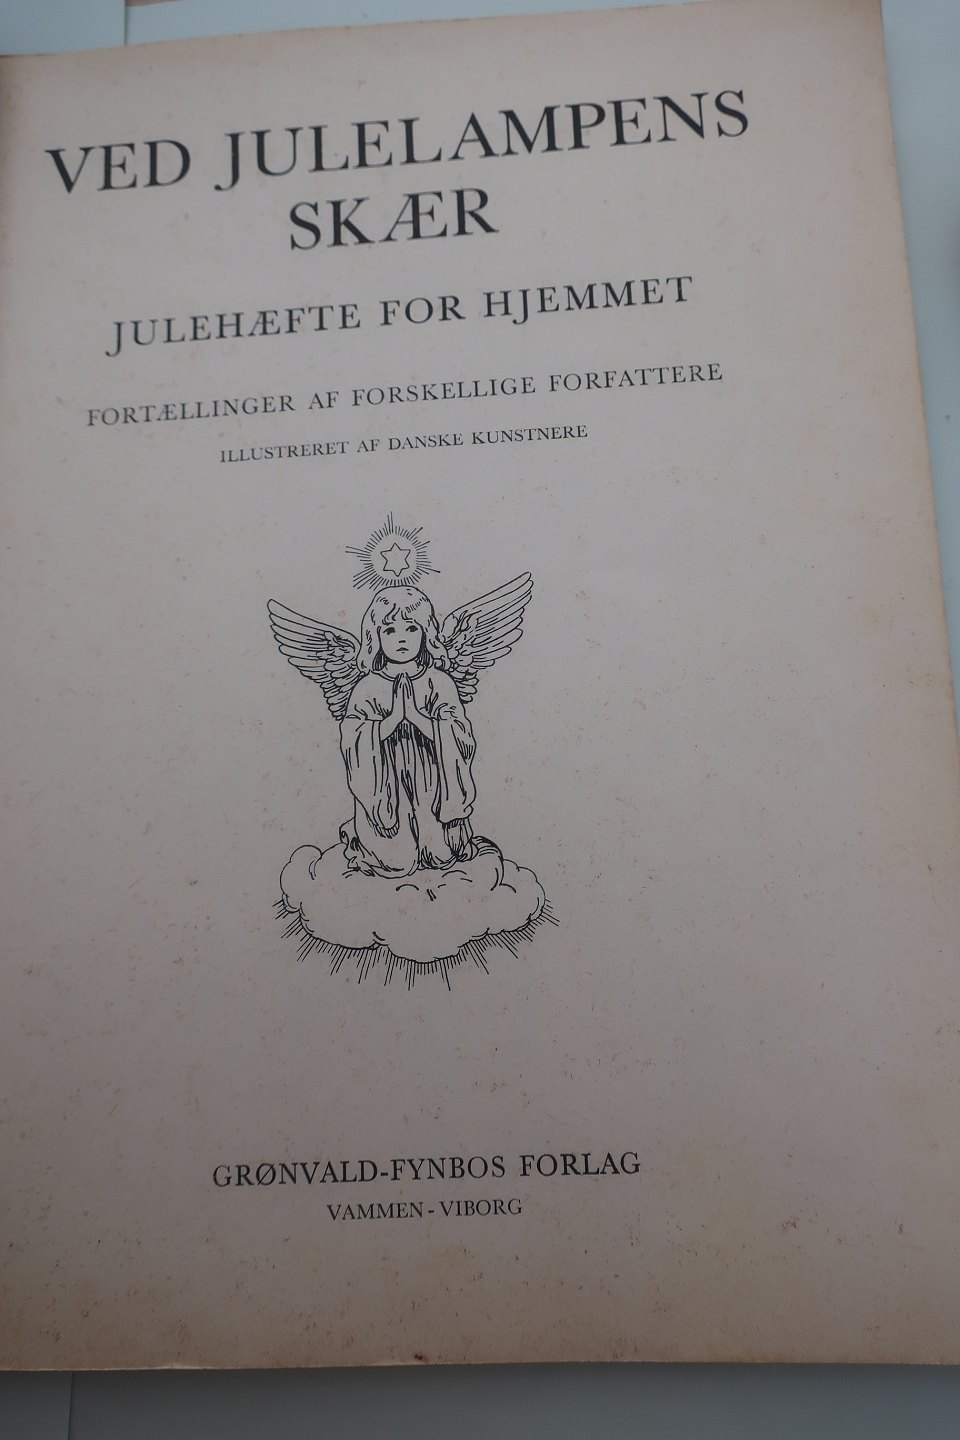 VED JULELAMPENS
SKÆR
JULEHÆFTE FOR HJEMMET
FORTÆLLINGER AF FORSKELLIGE FORFATTERE
ILLUSTRERET AF DANSKE KUNSTNERE
GRØNVALD-FYNBOS FORLAG
VAMMEN - VIBORG